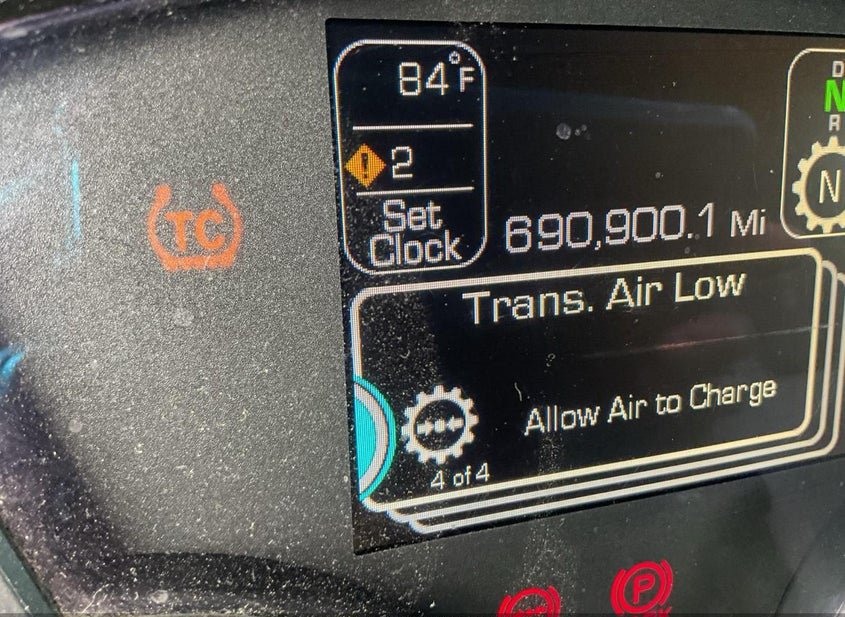 84°F
2
Set
Clock
TC
690,900.1 Mi
D
N
R
N
Trans. Air Low
Allow Air to Charge
4 of 4
P